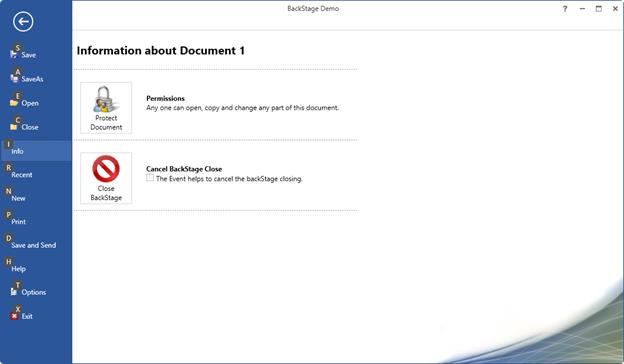 BackStage Demo
?
Information about Document 1
S
Save
A
SaveAs
E
Open
C
Close
I
Info
R
Recent
N
New
P
Print
D
Save and Send
H
Help
T
Options
X
Exit
Protect
Document
Permissions
Any one can open, copy and change any part of this document.
Close
BackStage
Cancel BackStage Close
The Event helps to cancel the backStage closing.